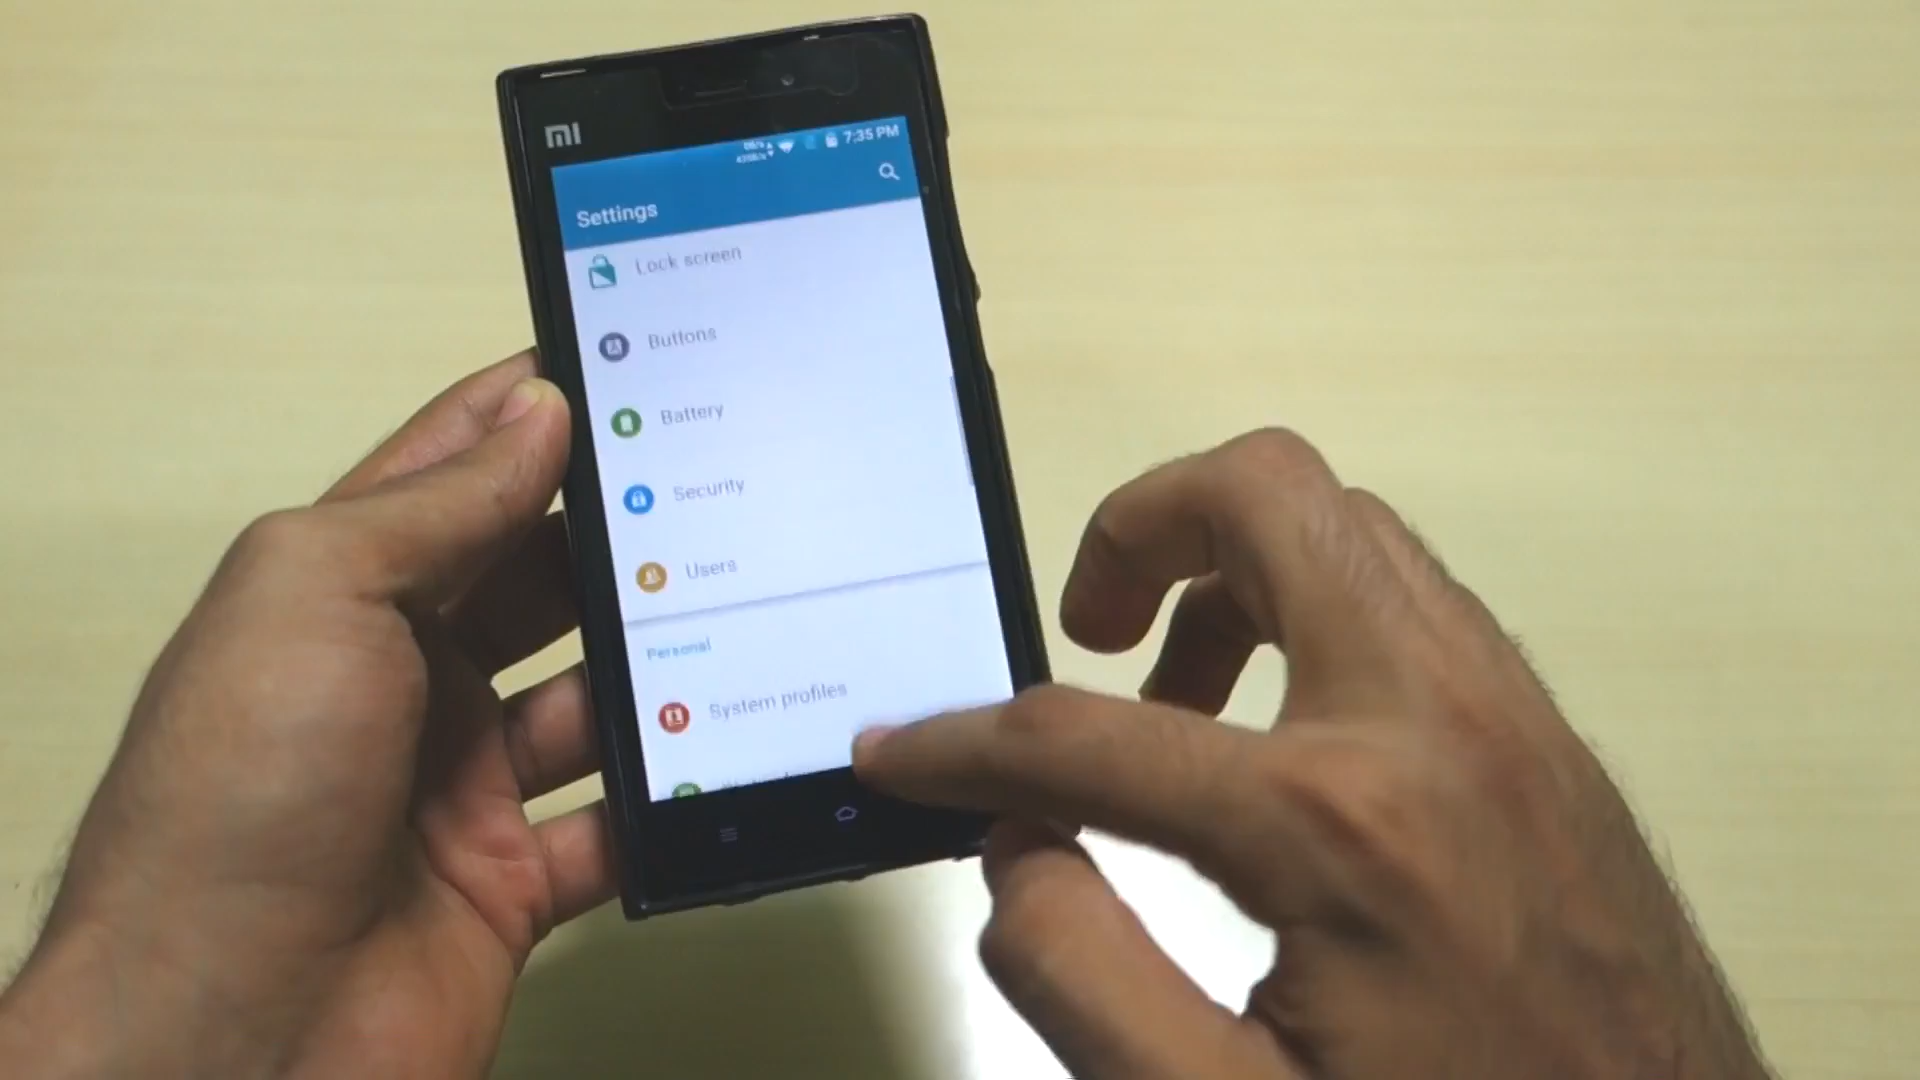 MI
7:35 PM
Settings
Lock screen
Buttons
Battery
Security
Users
Personal
System profiles